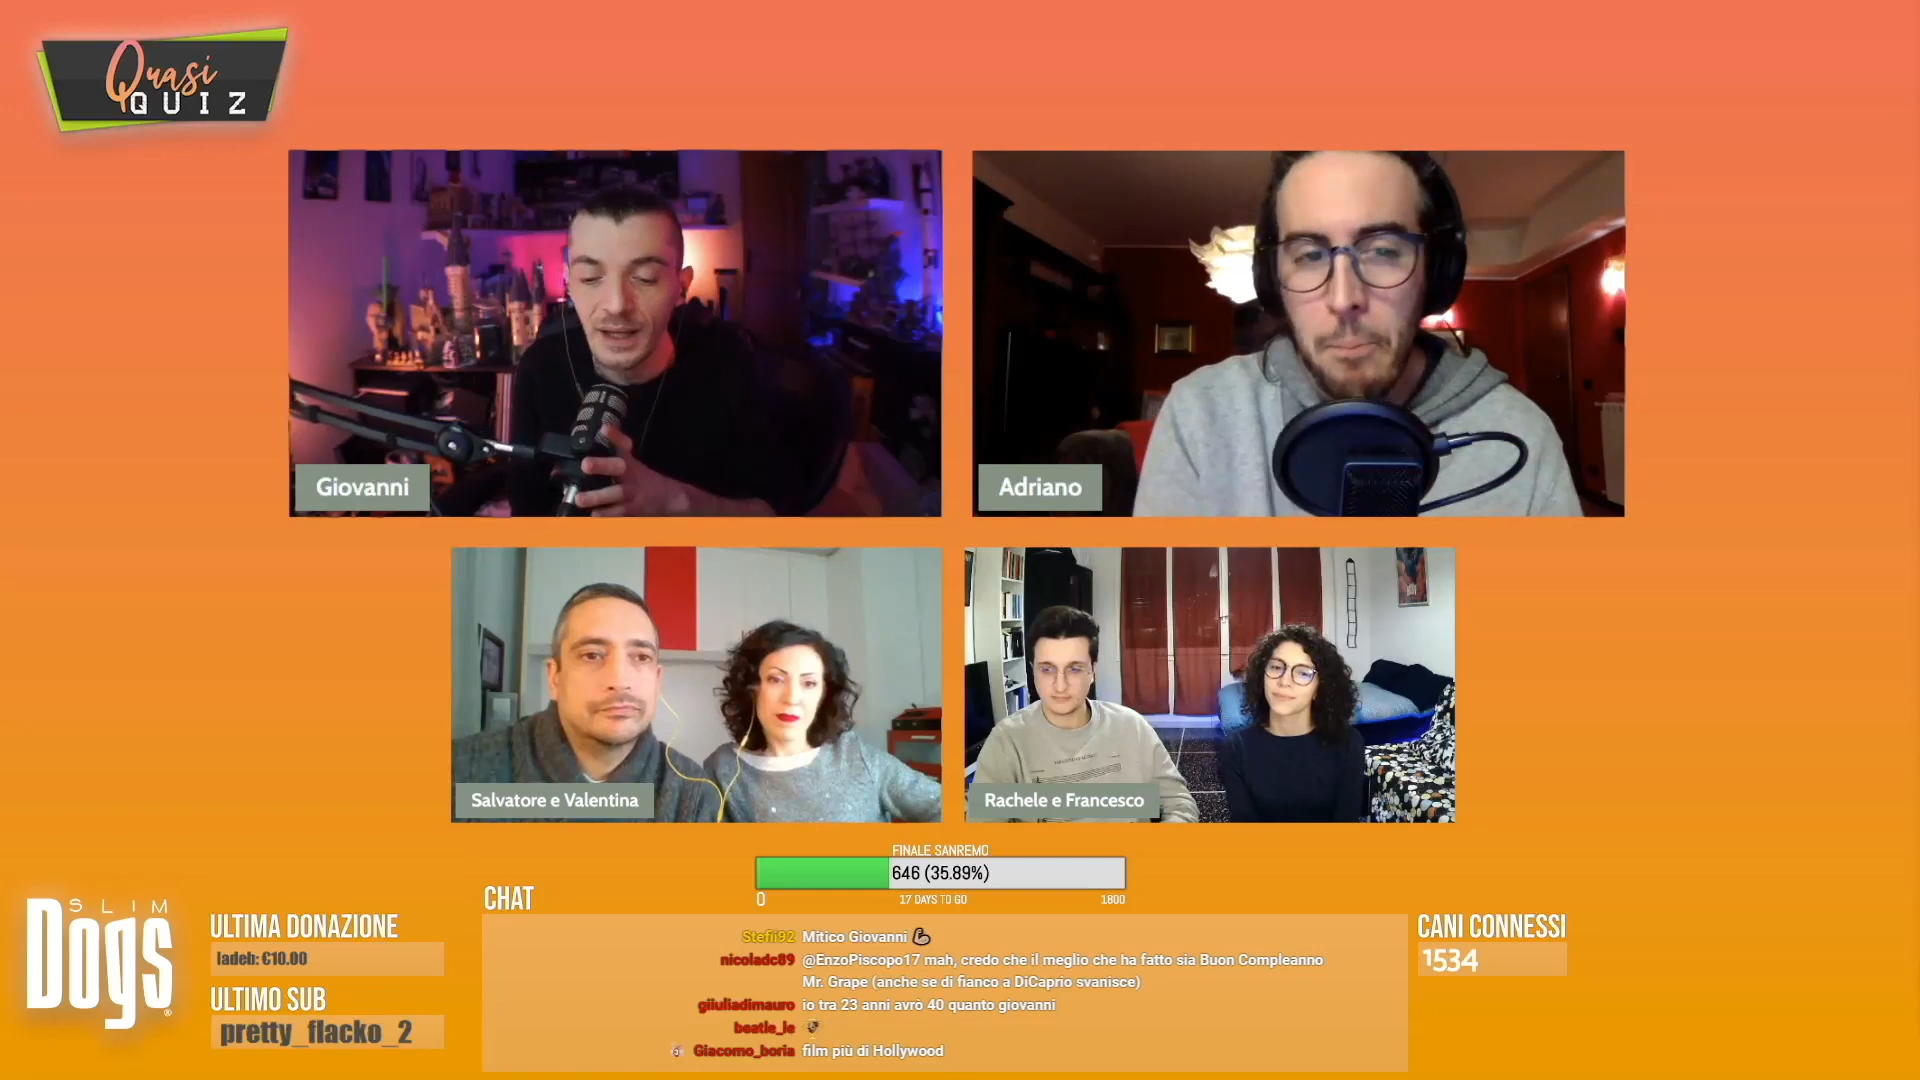 Quasi
QUIZ
Giovanni
Adriano
Salvatore e Valentina
Rachele e Francesco
FINALE SANREMO
646 (35.89%)
0
17 DAYS TO GO
1800
SLIM
Dogs
ULTIMA DONAZIONE
ladeb: €10.00
ULTIMO SUB
pretty_flacko_2
CHAT
Stefii92 Mitico Giovanni 💪
nicoladc89 @EnzoPiscopo17 mah, credo che il meglio che ha fatto sia Buon Compleanno
Mr. Grape (anche se di fianco a DiCaprio svanisce)
giiuliadimauro io tra 23 anni avrò 40 quanto giovanni
beatle_le
Giacomo_boria film più di Hollywood
CANI CONNESSI
1534